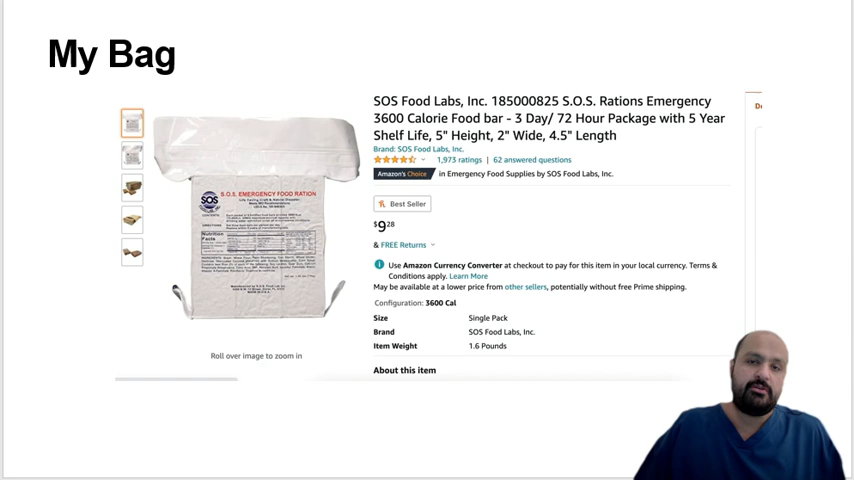 My Bag
SOS Food Labs, Inc. 185000825 S.O.S. Rations Emergency
3600 Calorie Food bar - 3 Day/ 72 Hour Package with 5 Year
Shelf Life, 5" Height, 2" Wide, 4.5" Length
Brand: SOS Food Labs, Inc.
1,973 ratings | 62 answered questions
Amazon's Choice in Emergency Food Supplies by SOS Food Labs, Inc.
Best Seller
$9.28
& FREE Returns
Use Amazon Currency Converter at checkout to pay for this item in your local currency. Terms &
Conditions apply. Learn More
May be available at a lower price from other sellers, potentially without free Prime shipping.
Configuration: 3600 Cal
Size Single Pack
Brand SOS Food Labs, Inc.
Item Weight 1.6 Pounds
About this item
S.O.S. EMERGENCY FOOD RATION
SOS
Nutrition
Facts
Roll over image to zoom in